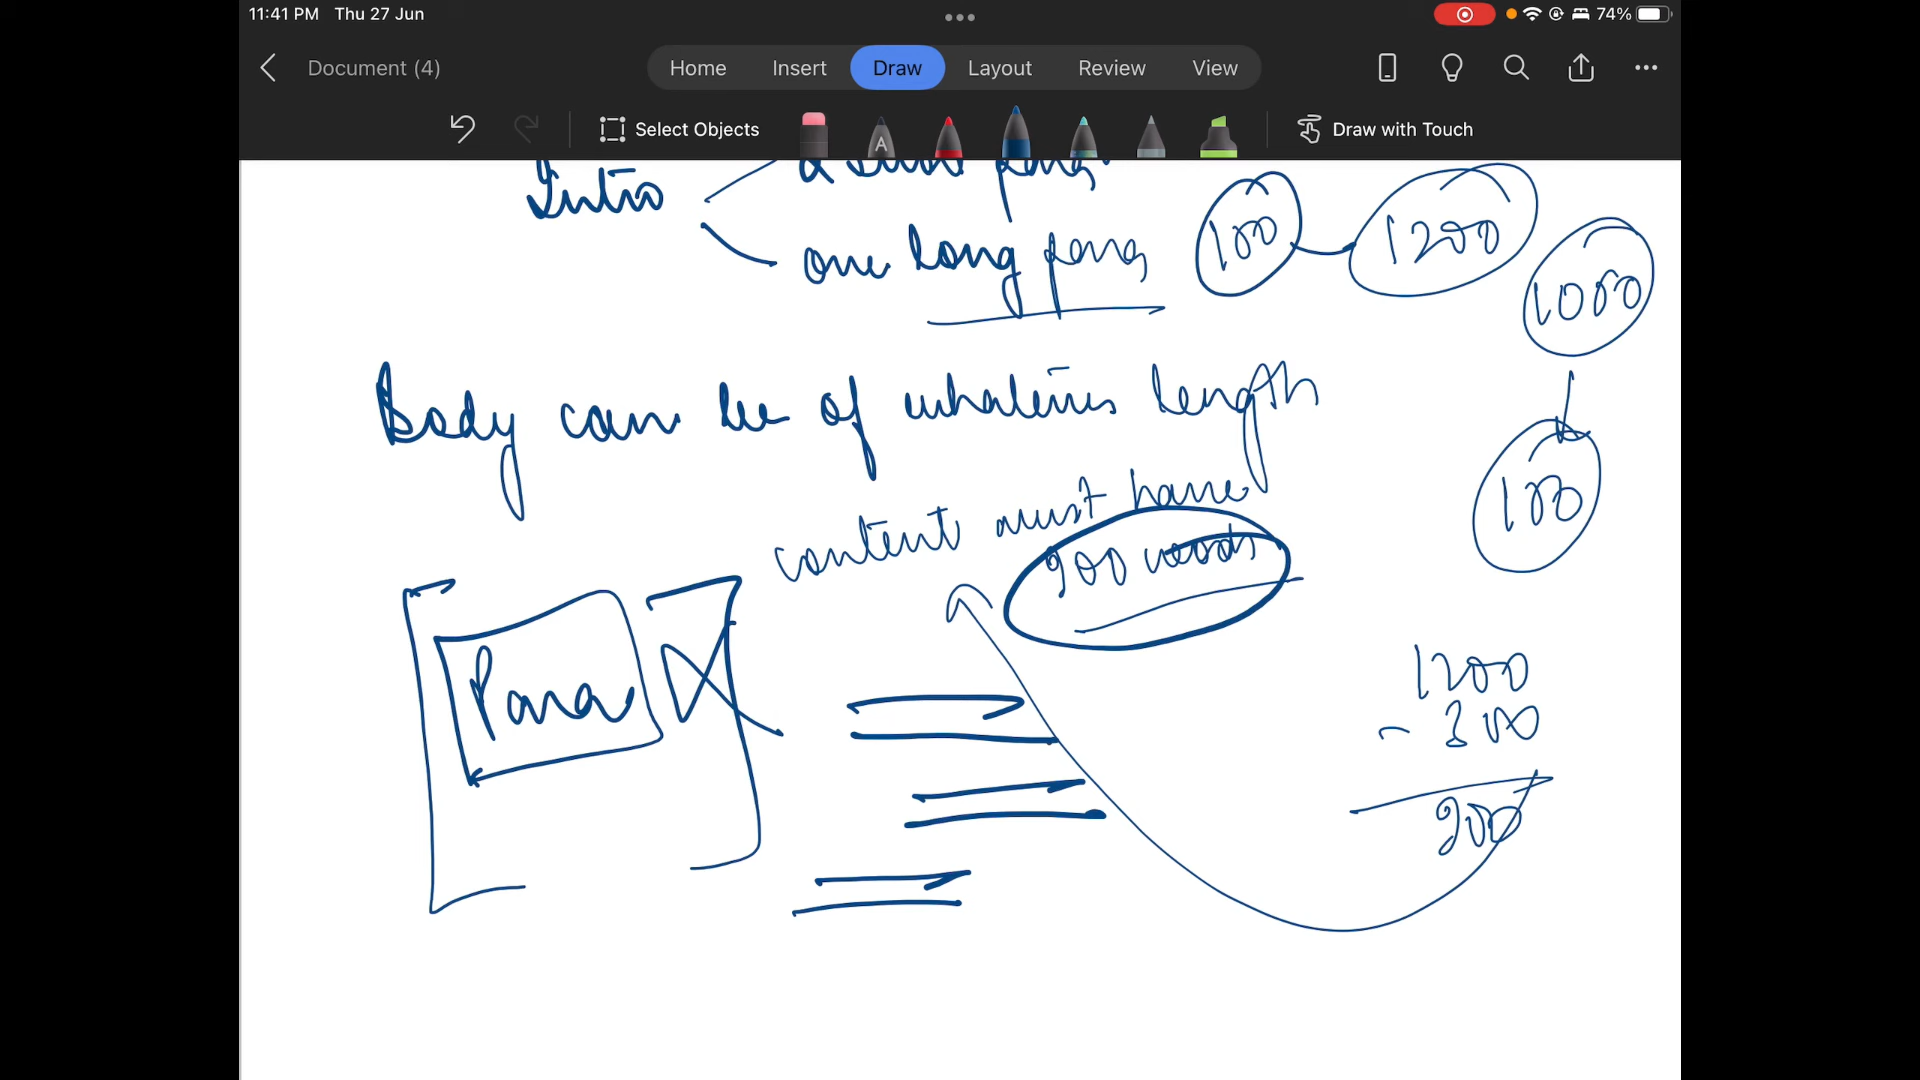 11:41 PM Thu 27 Jun 74%
Document (4) Home Insert Draw Layout Review View
A Select Objects Draw with Touch
Intro
one long para
100 1200
1000
Body can be of whatever length
100
content must have
900 words
Para
1200
- 300
900